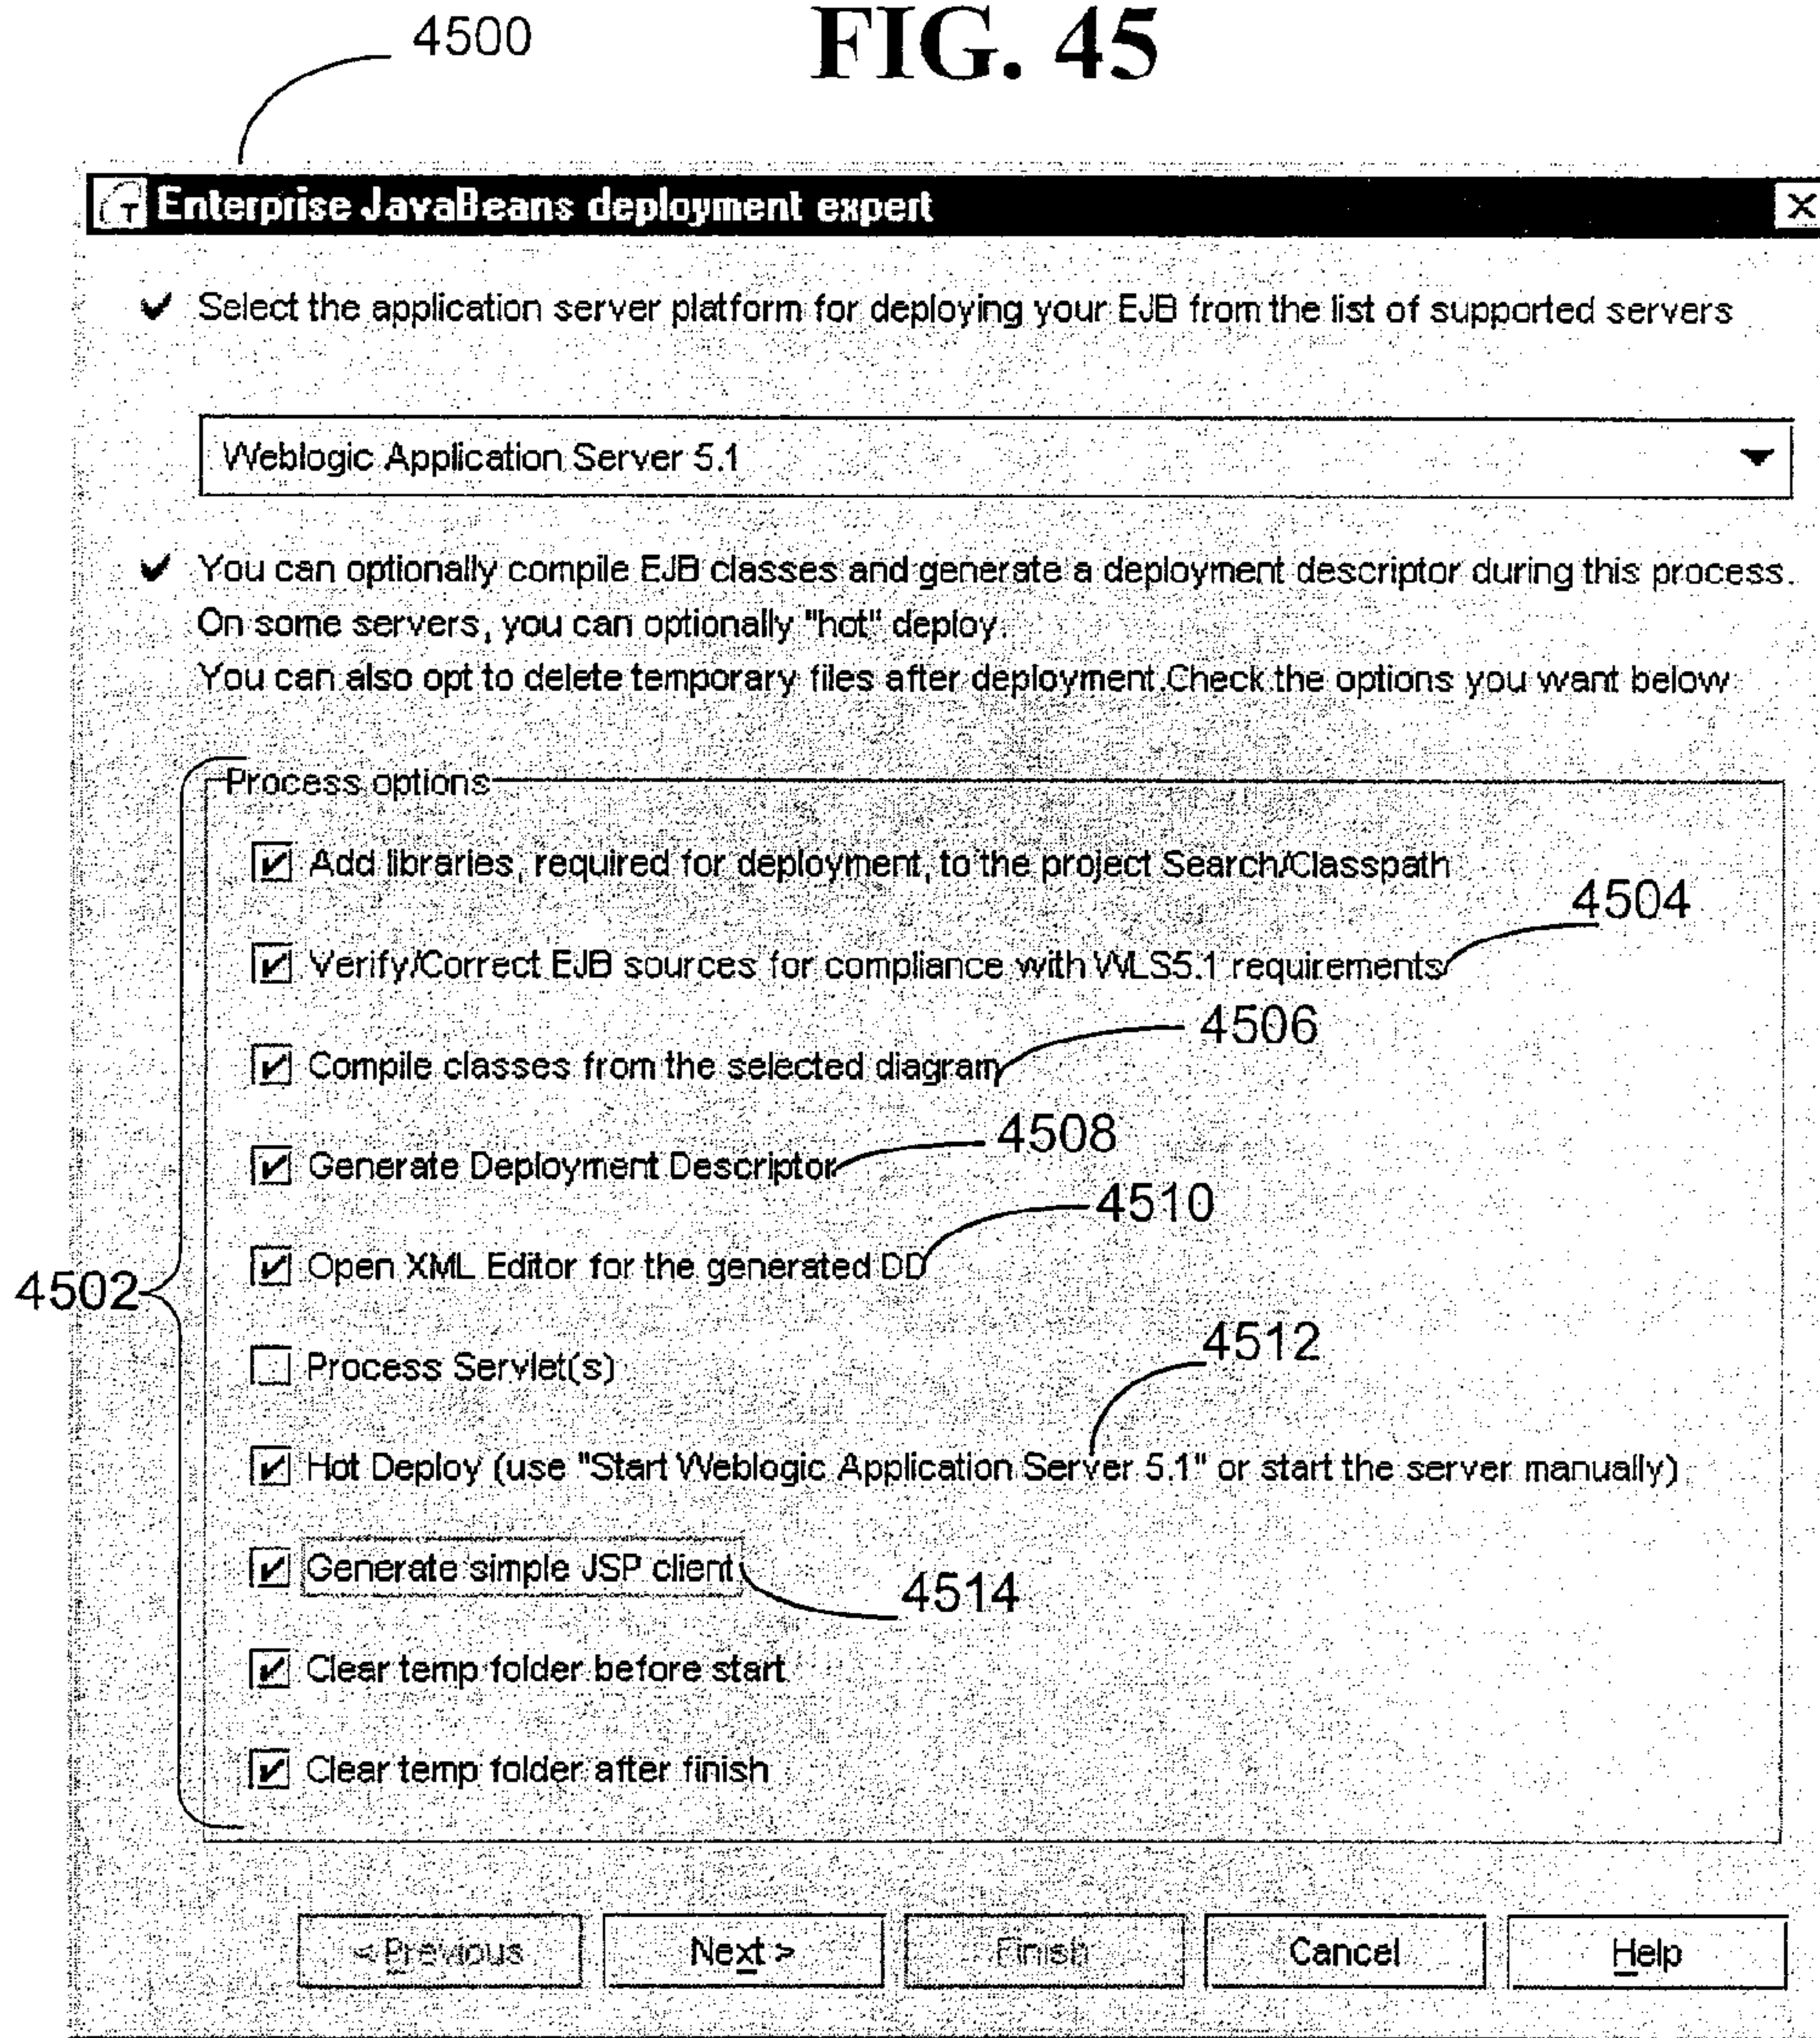 4500
FIG. 45
Enterprise JavaBeans deployment expert
Select the application server platform for deploying your EJB from the list of supported servers
Weblogic Application Server 5.1
You can optionally compile EJB classes and generate a deployment descriptor during this process.
On some servers, you can optionally "hot" deploy.
You can also opt to delete temporary files after deployment.Check the options you want below
Process options
Add libraries, required for deployment, to the project Search/Classpath
4504
Verify/Correct EJB sources for compliance with WLS5.1 requirements
4506
Compile classes from the selected diagram
4508
Generate Deployment Descriptor
4510
Open XML Editor for the generated DD
4502
4512
Process Servlet(s)
Hot Deploy (use "Start Weblogic Application Server 5.1" or start the server manually)
Generate simple JSP client
4514
Clear temp folder before start
Clear temp folder after finish
< Previous
Next >
Finish
Cancel
Help